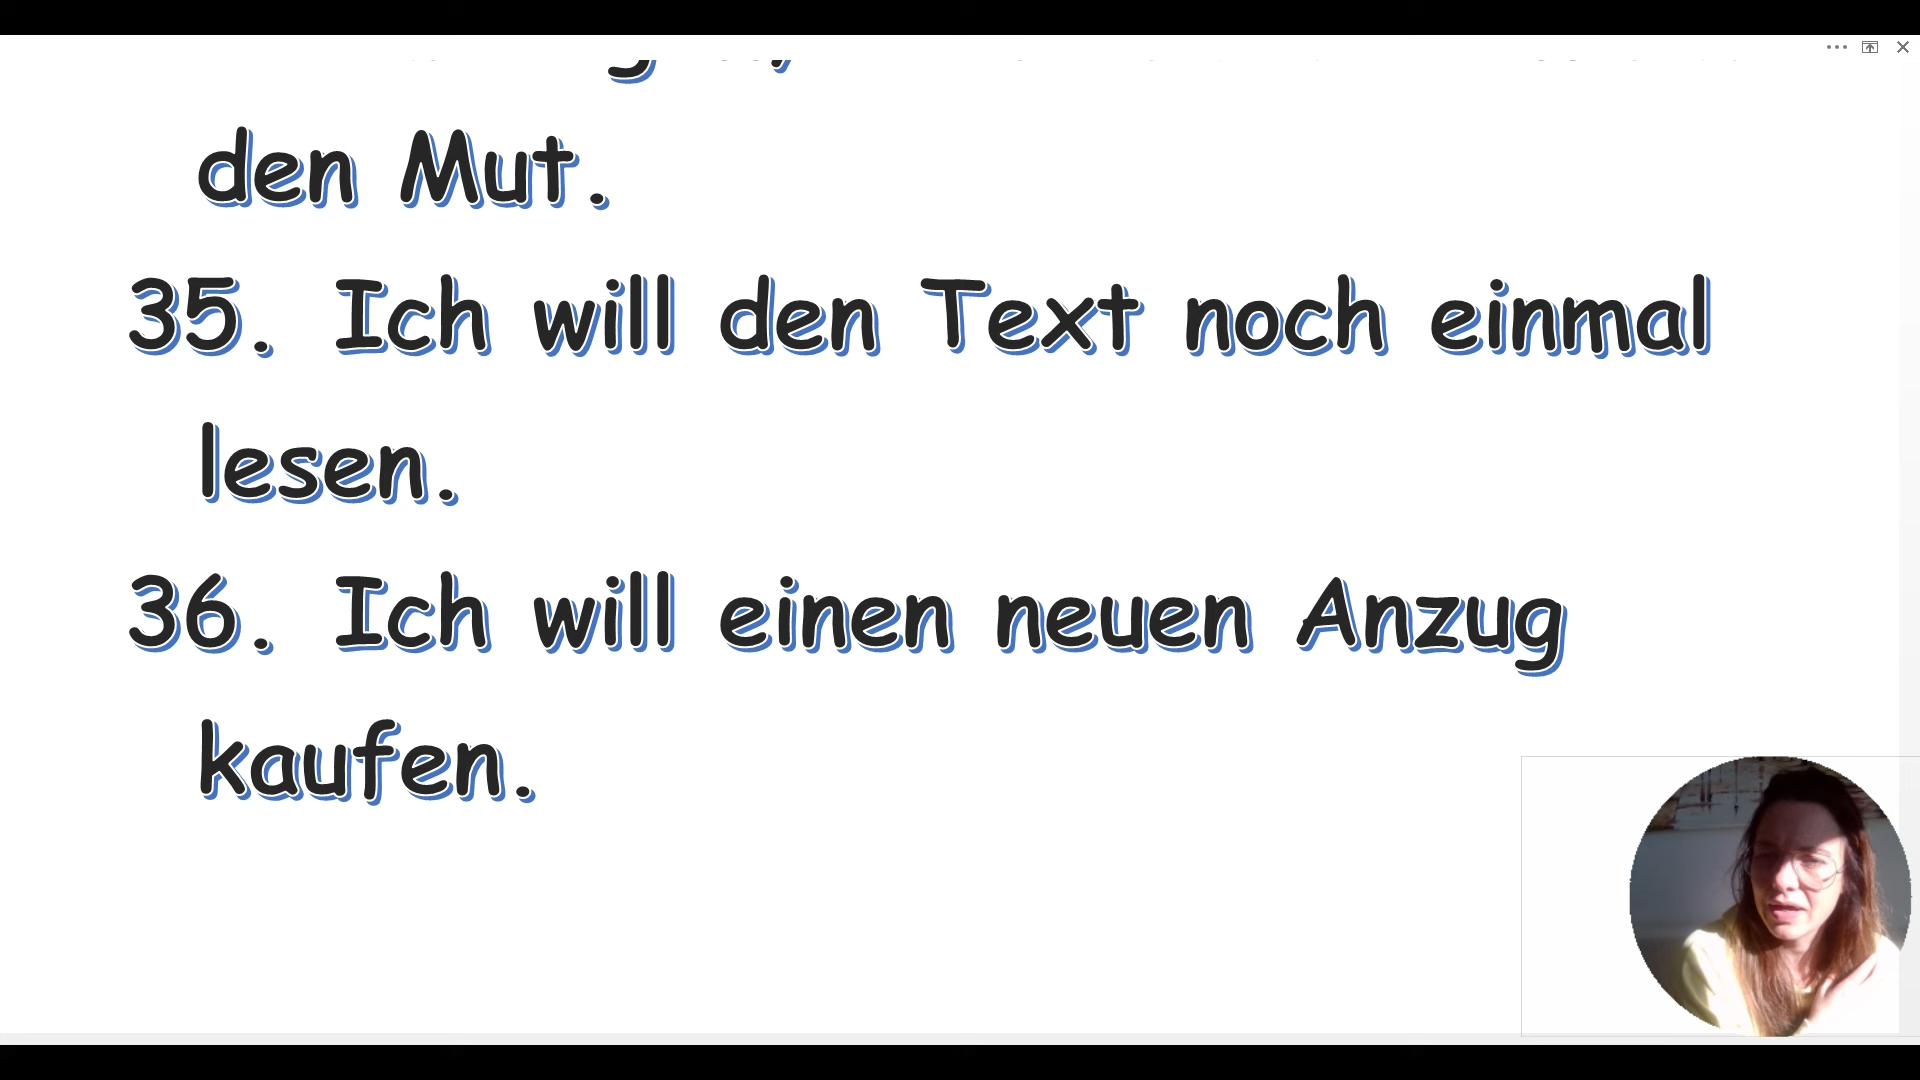 den Mut.
35. Ich will den Text noch einmal
lesen.
36. Ich will einen neuen Anzug
kaufen.